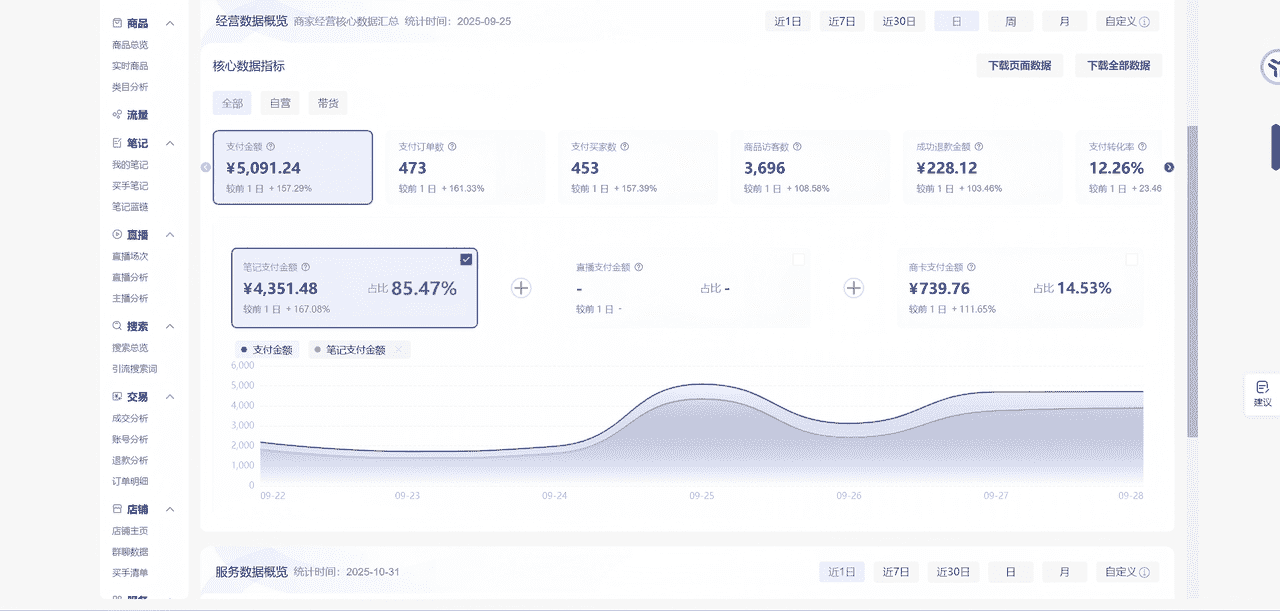 商品
商品总览
实时商品
类目分析
流量
笔记
我的笔记
买手笔记
笔记蓝链
直播
直播场次
直播分析
主播分析
搜索
搜索总览
引流搜索词
交易
成交分析
账号分析
退款分析
订单明细
店铺
店铺主页
群聊数据
买手清单
经营数据概览 商家经营核心数据汇总 统计时间：2025-09-25
近1日 近7日 近30日 日 周 月 自定义
核心数据指标
下载页面数据 下载全部数据
全部 自营 带货
支付金额
¥5,091.24
较前 1 日 + 157.29%
支付订单数
473
较前 1 日 + 161.33%
支付买家数
453
较前 1 日 + 157.39%
商品访客数
3,696
较前 1 日 + 108.58%
成功退款金额
¥228.12
较前 1 日 + 103.46%
支付转化率
12.26%
较前 1 日 + 23.46
笔记支付金额
¥4,351.48 占比 85.47%
较前 1 日 + 167.08%
直播支付金额
- 占比 -
较前 1 日 -
商卡支付金额
¥739.76 占比 14.53%
较前 1 日 + 111.65%
支付金额 笔记支付金额
6,000
5,000
4,000
3,000
2,000
1,000
0
09-22 09-23 09-24 09-25 09-26 09-27 09-28
服务数据概览 统计时间：2025-10-31
近1日 近7日 近30日 日 月 自定义
建议